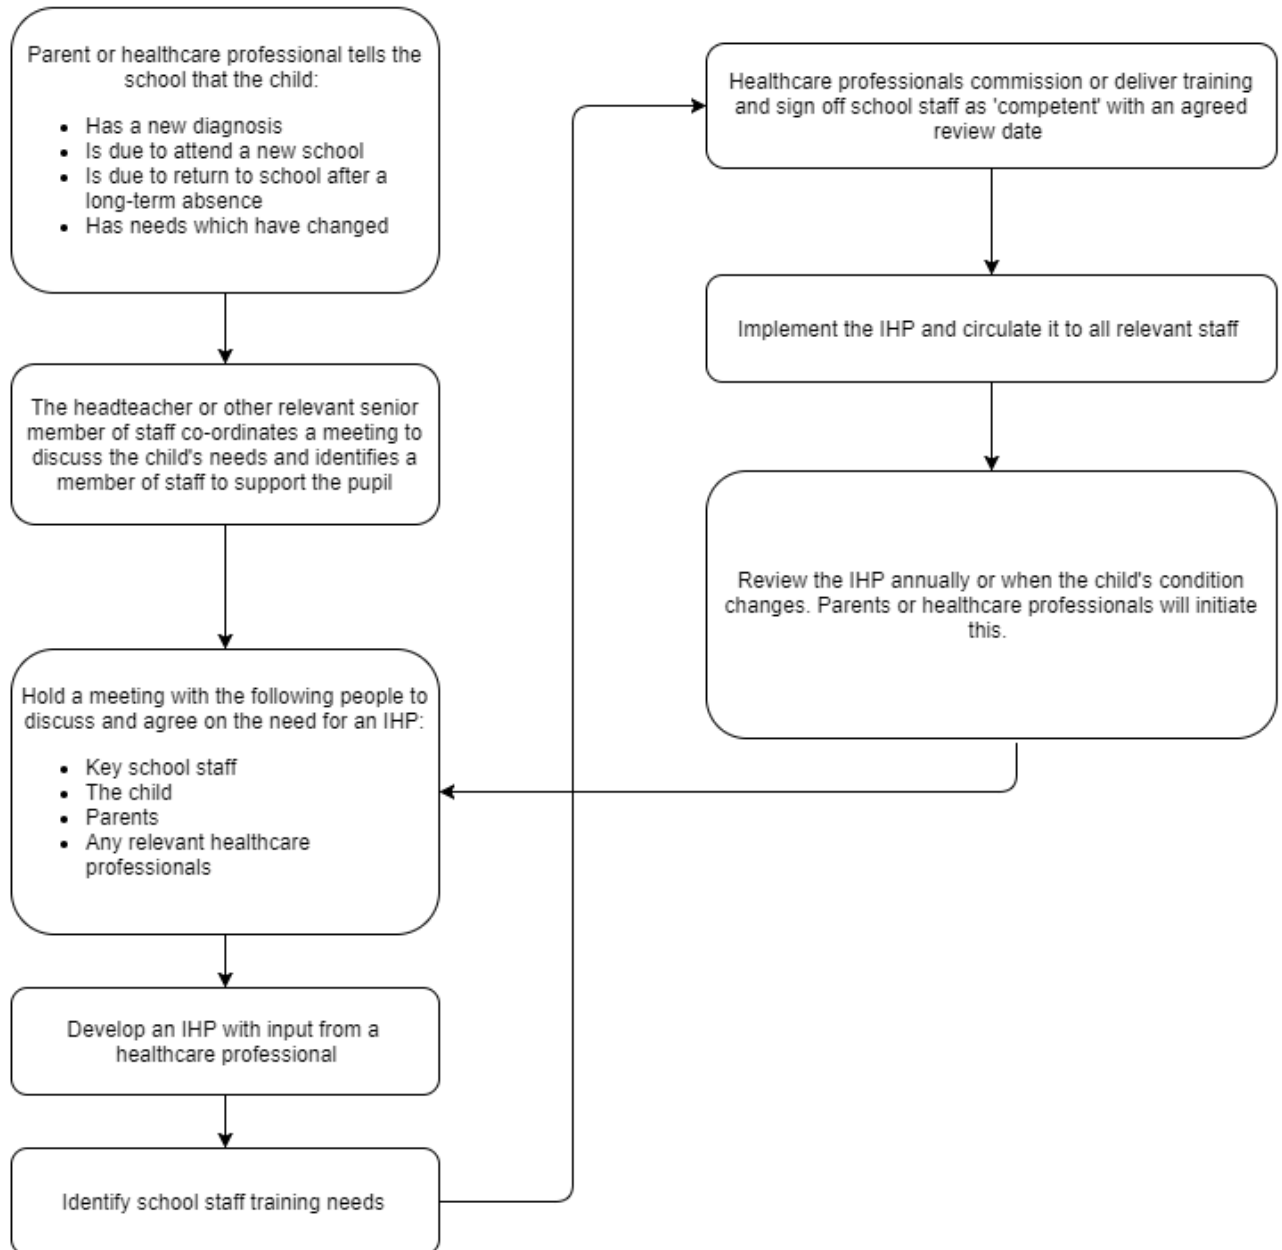 Parent or healthcare professional tells the
school that the child:
• Has a new diagnosis
• Is due to attend a new school
• Is due to return to school after a
long-term absence
• Has needs which have changed
The headteacher or other relevant senior
member of staff co-ordinates a meeting to
discuss the child's needs and identifies a
member of staff to support the pupil
Hold a meeting with the following people to
discuss and agree on the need for an IHP:
• Key school staff
• The child
• Parents
• Any relevant healthcare
professionals
Develop an IHP with input from a
healthcare professional
Identify school staff training needs
Healthcare professionals commission or deliver training
and sign off school staff as 'competent' with an agreed
review date
Implement the IHP and circulate it to all relevant staff
Review the IHP annually or when the child's condition
changes. Parents or healthcare professionals will initiate
this.